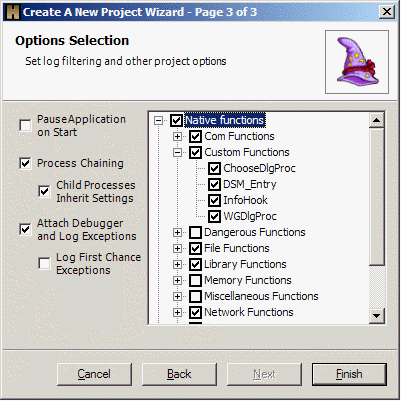 Create A New Project Wizard - Page 3 of 3
Options Selection
Set log filtering and other project options
Pause Application
on Start
Process Chaining
Child Processes
Inherit Settings
Attach Debugger
and Log Exceptions
Log First Chance
Exceptions
Native functions
Com Functions
Custom Functions
ChooseDlgProc
DSM_Entry
InfoHook
WGDlgProc
Dangerous Functions
File Functions
Library Functions
Memory Functions
Miscellaneous Functions
Network Functions
Cancel
Back
Next
Finish